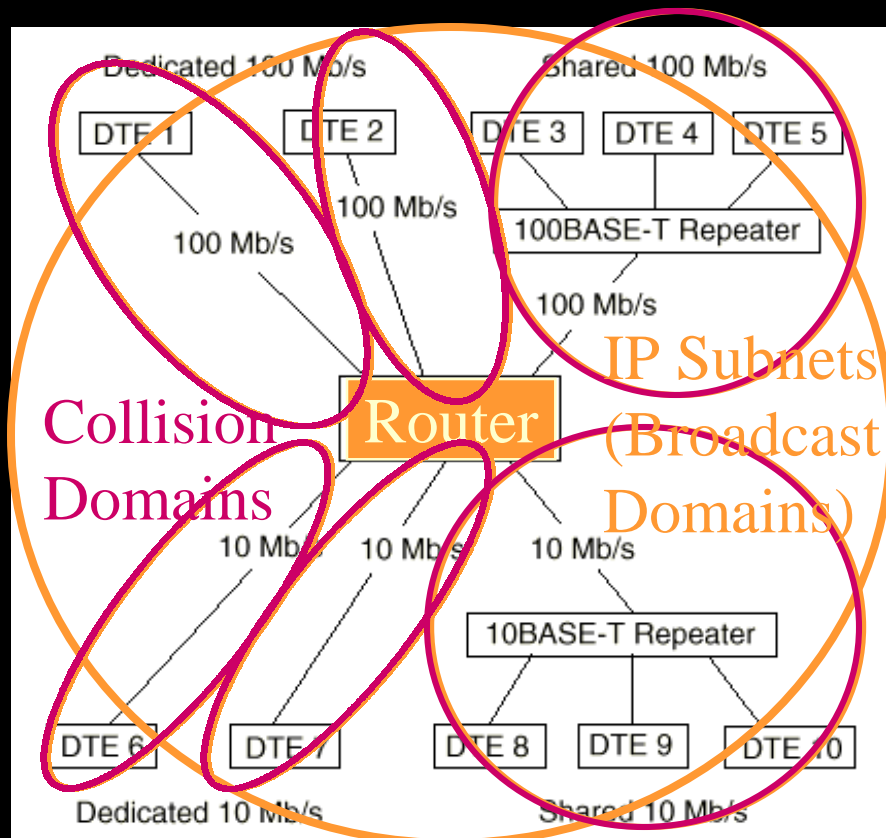 Dedicated 100 Mb/s
Shared 100 Mb/s
DTE 1
DTE 2
DTE 3
DTE 4
DTE 5
100 Mb/s
100 Mb/s
100BASE-T Repeater
100 Mb/s
IP Subnets
(Broadcast
Domains)
Collision
Domains
Router
10 Mb/s
10 Mb/s
10 Mb/s
10BASE-T Repeater
DTE 6
DTE 7
DTE 8
DTE 9
DTE 10
Dedicated 10 Mb/s
Shared 10 Mb/s